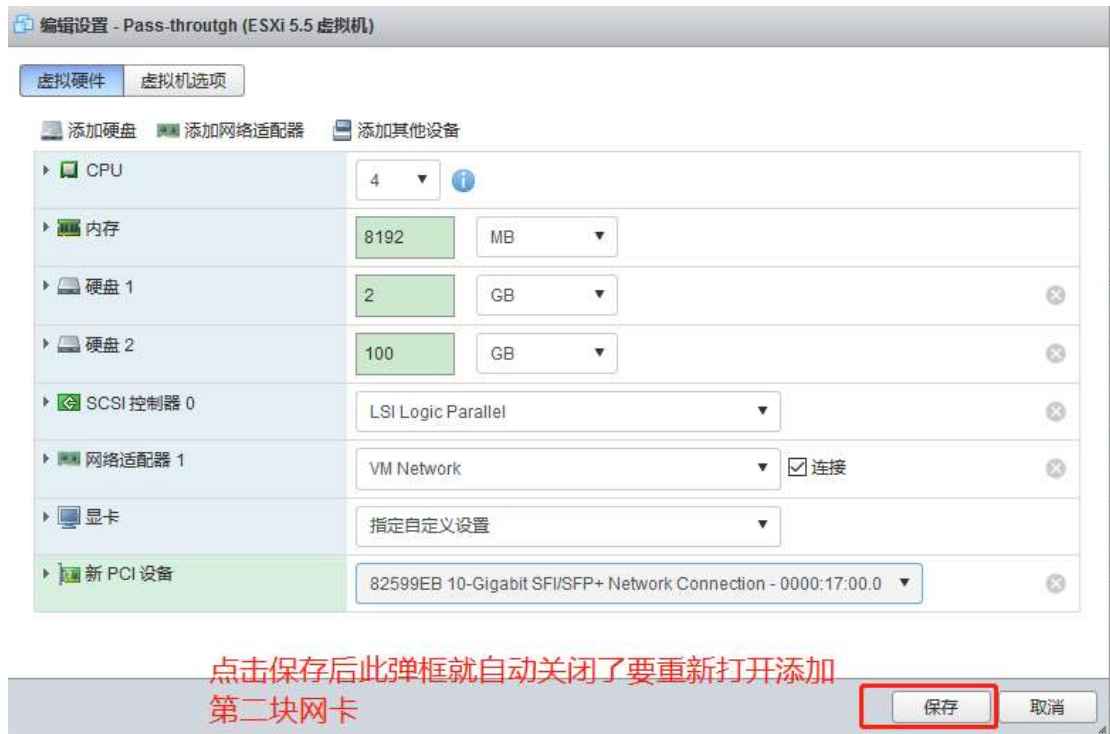 编辑设置 - Pass-throutgh (ESXi 5.5 虚拟机)
虚拟硬件 虚拟机选项
添加硬盘 添加网络适配器 添加其他设备
CPU 4
内存 8192 MB
硬盘 1 2 GB
硬盘 2 100 GB
SCSI 控制器 0 LSI Logic Parallel
网络适配器 1 VM Network 连接
显卡 指定自定义设置
新 PCI 设备 82599EB 10-Gigabit SFI/SFP+ Network Connection - 0000:17:00.0
点击保存后此弹框就自动关闭了要重新打开添加
第二块网卡
保存 取消